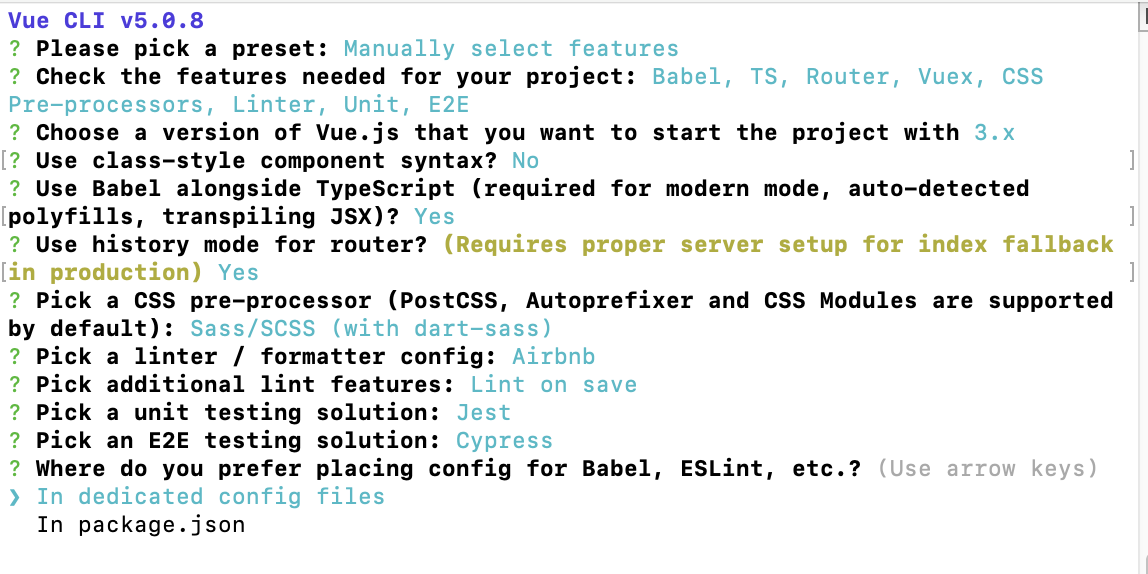 Vue CLI v5.0.8
? Please pick a preset: Manually select features
? Check the features needed for your project: Babel, TS, Router, Vuex, CSS
Pre-processors, Linter, Unit, E2E
? Choose a version of Vue.js that you want to start the project with 3.x
[? Use class-style component syntax? No ]
? Use Babel alongside TypeScript (required for modern mode, auto-detected
[polyfills, transpiling JSX)? Yes ]
? Use history mode for router? (Requires proper server setup for index fallback
[in production) Yes ]
? Pick a CSS pre-processor (PostCSS, Autoprefixer and CSS Modules are supported
by default): Sass/SCSS (with dart-sass)
? Pick a linter / formatter config: Airbnb
? Pick additional lint features: Lint on save
? Pick a unit testing solution: Jest
? Pick an E2E testing solution: Cypress
? Where do you prefer placing config for Babel, ESLint, etc.? (Use arrow keys)
❯ In dedicated config files
In package.json